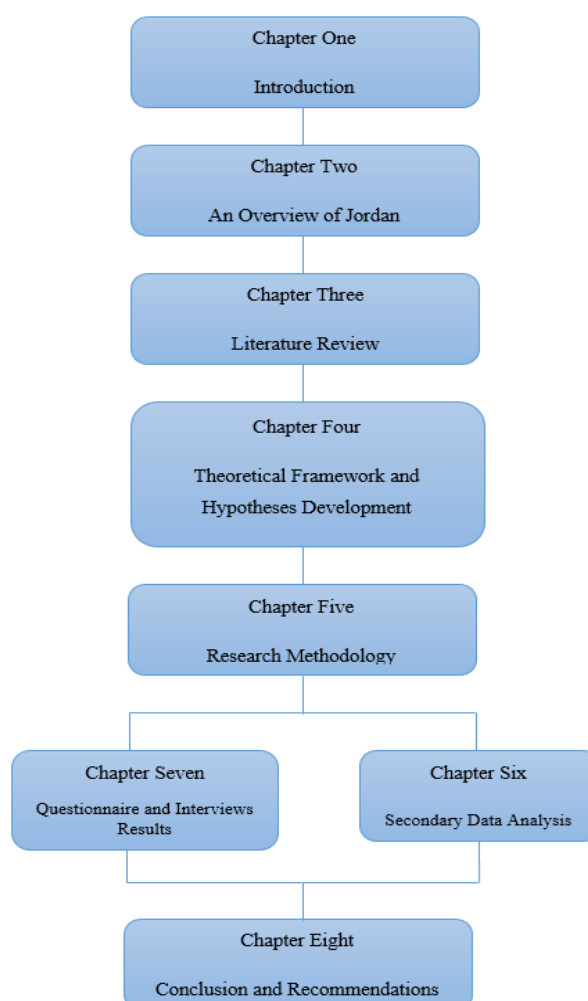 Chapter One
Introduction
Chapter Two
An Overview of Jordan
Chapter Three
Literature Review
Chapter Four
Theoretical Framework and
Hypotheses Development
Chapter Five
Research Methodology
Chapter Seven
Questionnaire and Interviews
Results
Chapter Six
Secondary Data Analysis
Chapter Eight
Conclusion and Recommendations